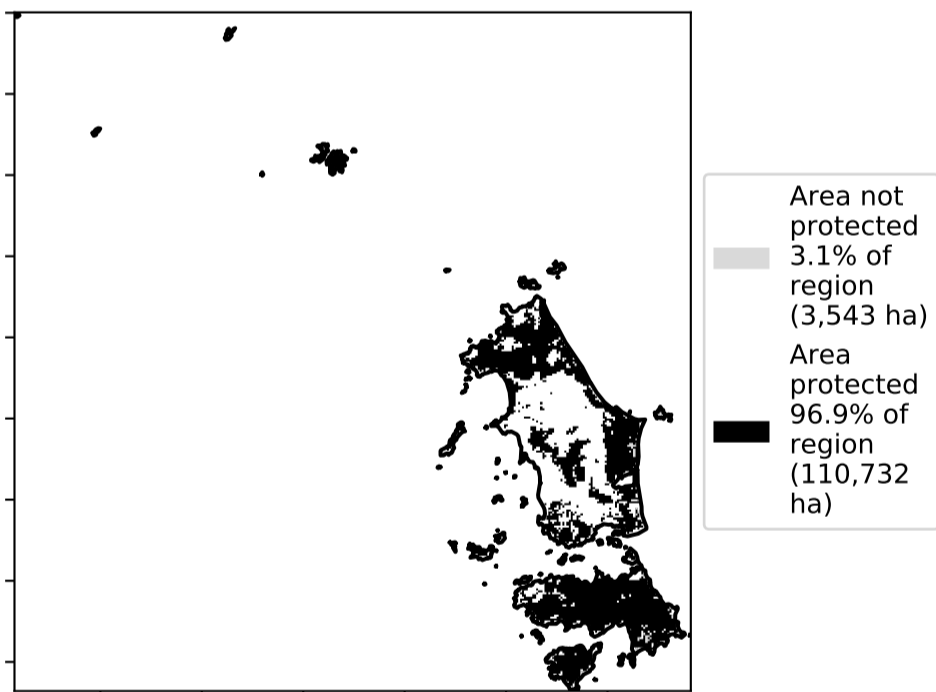 Area not
protected
3.1% of
region
(3,543 ha)
Area
protected
96.9% of
region
(110,732
ha)